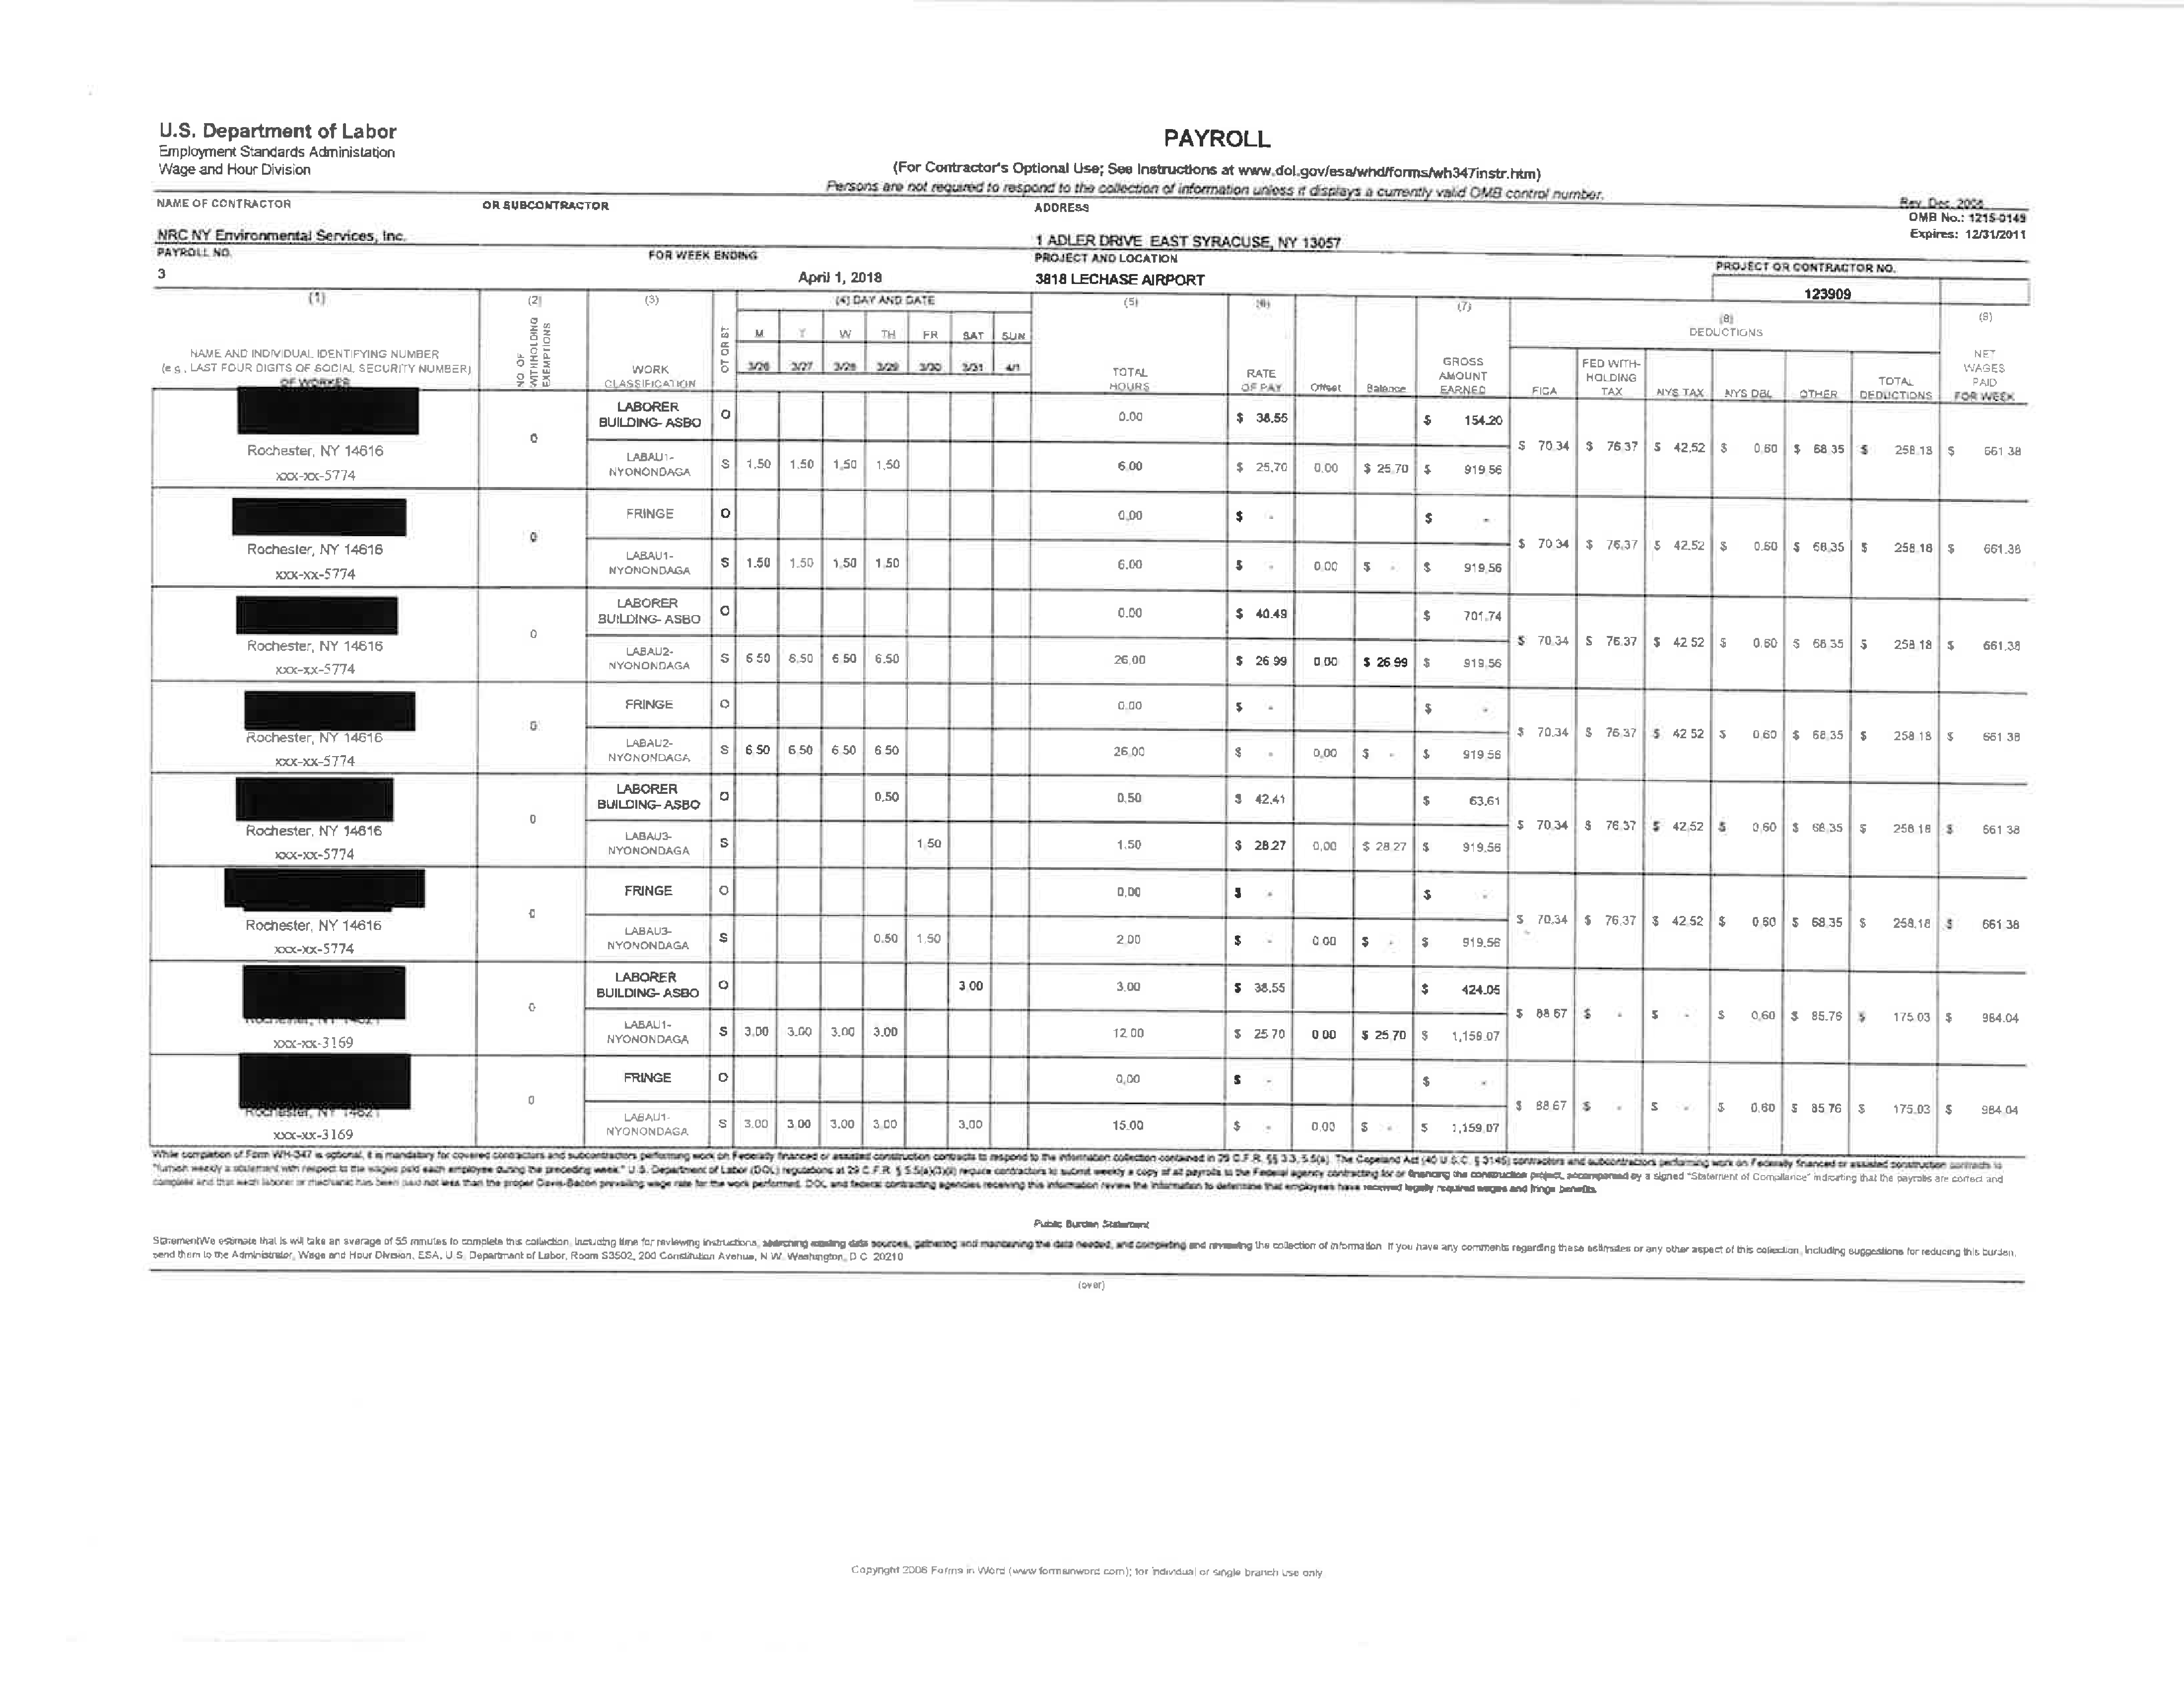 U.S. Department of Labor
Employment Standards Administation
Wage and Hour Division
PAYROLL
(For Contractor's Optional Use; See Instructions at www.dol.gov/esa/whd/forms/wh347instr.htm)
Persons are not required to respond to the collection of information unless it displays a currently valid OMB control number.
Rev. Dec. 2008
OMB No.: 1215-0149
Expires: 12/31/2011
NAME OF CONTRACTOR OR SUBCONTRACTOR ADDRESS
NRC NY Environmental Services, Inc. 1 ADLER DRIVE EAST SYRACUSE, NY 13057
PAYROLL NO. FOR WEEK ENDING PROJECT AND LOCATION PROJECT OR CONTRACTOR NO.
3 April 1, 2018 3818 LECHASE AIRPORT 123909
(1) (2) (3) (4) DAY AND DATE (5) (6) (7) (8) (8)
NAME AND INDIVIDUAL IDENTIFYING NUMBER
(e.g., LAST FOUR DIGITS OF SOCIAL SECURITY NUMBER)
OF WORKER
NO OF WITHHOLDING EXEMPTIONS
WORK CLASSIFICATION
OT OR ST
M T W TH FR SAT SUN
3/26 3/27 3/28 3/29 3/30 3/31 4/1
TOTAL HOURS
RATE OF PAY
Offset Balance
GROSS AMOUNT EARNED
DEDUCTIONS
FICA FED WITH-HOLDING TAX NYS TAX NYS DBL OTHER TOTAL DEDUCTIONS
NET WAGES PAID FOR WEEK
LABORER BUILDING- ASBO O 0.00 $ 38.55 $ 154.20
Rochester, NY 14616 0 $ 70.34 $ 76.37 $ 42.52 $ 0.60 $ 68.35 $ 258.18 $ 661.38
xxx-xx-5774 LABAU1-NYONONDAGA S 1.50 1.50 1.50 1.50 6.00 $ 25.70 0.00 $ 25.70 $ 919.56
FRINGE O 0.00 $ - $ -
Rochester, NY 14616 0 $ 70.34 $ 76.37 $ 42.52 $ 0.60 $ 68.35 $ 258.18 $ 661.38
xxx-xx-5774 LABAU1-NYONONDAGA S 1.50 1.50 1.50 1.50 6.00 $ - 0.00 $ - $ 919.56
LABORER BUILDING- ASBO O 0.00 $ 40.49 $ 701.74
Rochester, NY 14616 0 $ 70.34 $ 76.37 $ 42.52 $ 0.60 $ 68.35 $ 258.18 $ 661.38
xxx-xx-5774 LABAU2-NYONONDAGA S 6.50 6.50 6.50 6.50 26.00 $ 26.99 0.00 $ 26.99 $ 919.56
FRINGE O 0.00 $ - $ -
Rochester, NY 14616 0 $ 70.34 $ 76.37 $ 42.52 $ 0.60 $ 68.35 $ 258.18 $ 661.38
xxx-xx-5774 LABAU2-NYONONDAGA S 6.50 6.50 6.50 6.50 26.00 $ - 0.00 $ - $ 919.56
LABORER BUILDING- ASBO O 0.50 0.50 $ 42.41 $ 63.61
Rochester, NY 14616 0 $ 70.34 $ 76.37 $ 42.52 $ 0.60 $ 68.35 $ 258.18 $ 661.38
xxx-xx-5774 LABAU3-NYONONDAGA S 1.50 1.50 $ 28.27 0.00 $ 28.27 $ 919.56
FRINGE O 0.00 $ - $ -
Rochester, NY 14616 0 $ 70.34 $ 76.37 $ 42.52 $ 0.60 $ 68.35 $ 258.18 $ 661.38
xxx-xx-5774 LABAU3-NYONONDAGA S 0.50 1.50 2.00 $ - 0.00 $ - $ 919.56
LABORER BUILDING- ASBO O 3.00 3.00 $ 38.55 $ 424.05
0 $ 88.67 $ - $ - $ 0.60 $ 85.76 $ 175.03 $ 984.04
xxx-xx-3169 LABAU1-NYONONDAGA S 3.00 3.00 3.00 3.00 12.00 $ 25.70 0.00 $ 25.70 $ 1,159.07
FRINGE O 0.00 $ - $ -
Rochester, NY 14621 0 $ 88.67 $ - $ - $ 0.60 $ 85.76 $ 175.03 $ 984.04
xxx-xx-3169 LABAU1-NYONONDAGA S 3.00 3.00 3.00 3.00 3.00 15.00 $ - 0.00 $ - $ 1,159.07
While completion of Form WH-347 is optional, it is mandatory for covered contractors and subcontractors performing work on Federally financed or assisted construction contracts to respond to the information collection contained in 29 C.F.R. §§ 3.3, 5.5(a). The Copeland Act (40 U.S.C. § 3145) contractors and subcontractors performing work on Federally financed or assisted construction contracts to
"furnish weekly a statement with respect to the wages paid each employee during the preceding week." U.S. Department of Labor (DOL) regulations at 29 C.F.R. § 5.5(a)(3)(ii) require contractors to submit weekly a copy of all payrolls to the Federal agency contracting for or financing the construction project, accompanied by a signed "Statement of Compliance" indicating that the payrolls are correct and
complete and that each laborer or mechanic has been paid not less than the proper Davis-Bacon prevailing wage rate for the work performed. DOL and federal contracting agencies receiving this information review the information to determine that employees have received legally required wages and fringe benefits.
Public Burden Statement
StatementWe estimate that is will take an average of 55 minutes to complete this collection, including time for reviewing instructions, searching existing data sources, gathering and maintaining the data needed, and completing and reviewing the collection of information. If you have any comments regarding these estimates or any other aspect of this collection, including suggestions for reducing this burden,
send them to the Administrator, Wage and Hour Division, ESA, U.S. Department of Labor, Room S3502, 200 Constitution Avenue, N.W. Washington, D.C. 20210
(over)
Copyright 2006 Forms in Word (www.formsinword.com); for individual or single branch use only